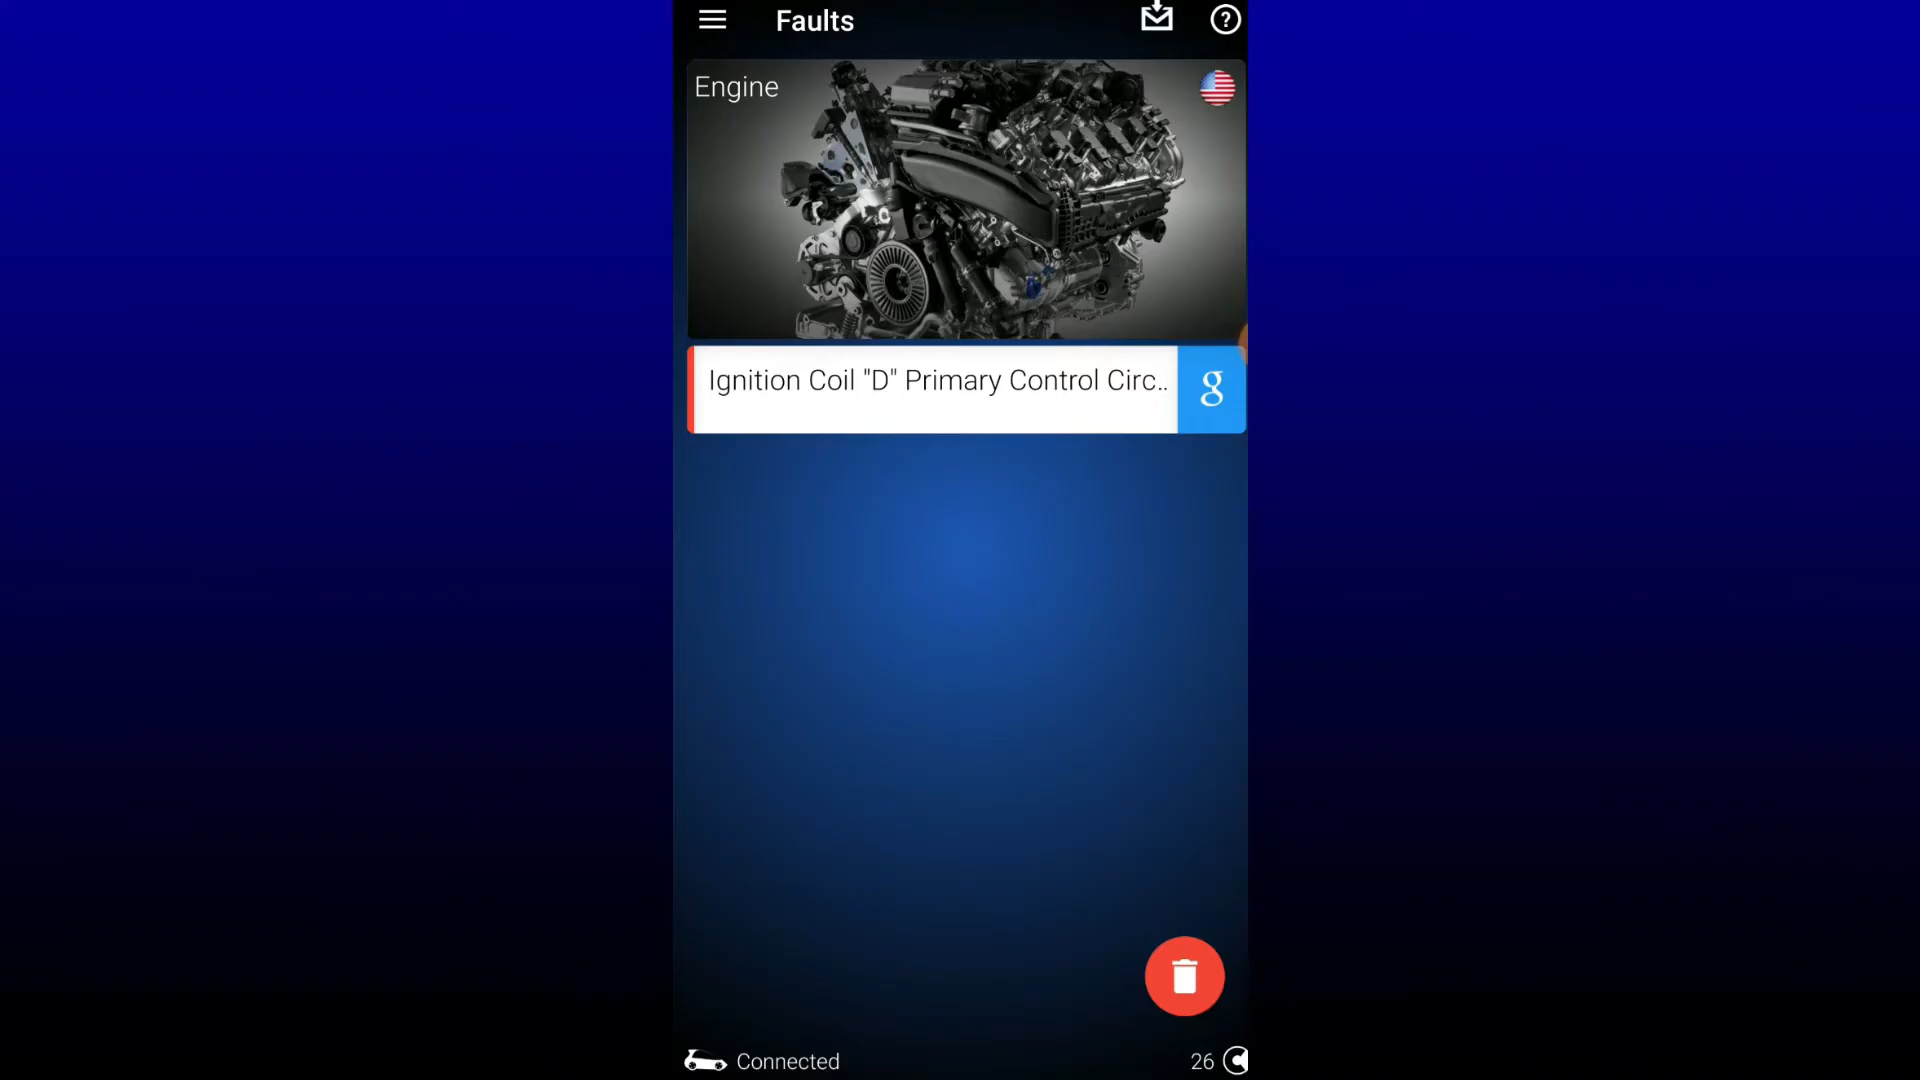 Faults
?
Engine
Ignition Coil "D" Primary Control Circ..
g
Connected
26